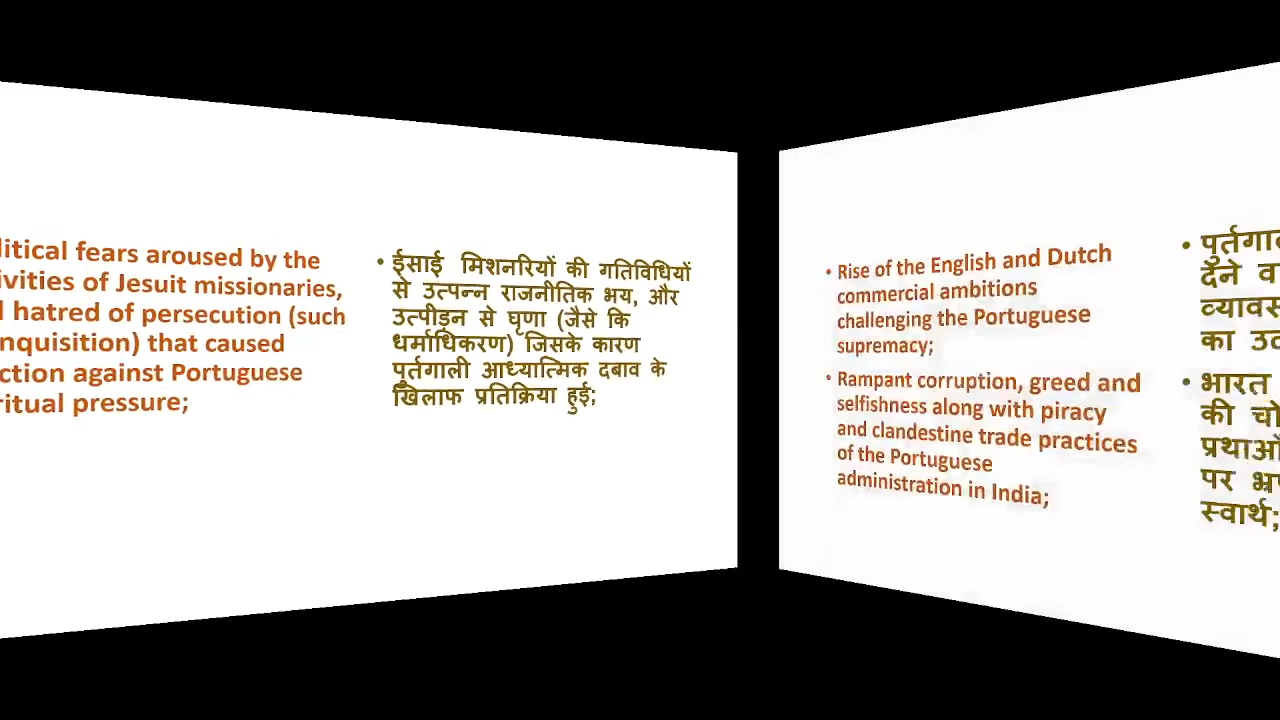 litical fears aroused by the
ivities of Jesuit missionaries,
hatred of persecution (such
nquisition) that caused
ction against Portuguese
ritual pressure;
• ईसाई मिशनरियों की गतिविधियों
से उत्पन्न राजनीतिक भय, और
उत्पीड़न से घृणा (जैसे कि
धर्माधिकरण) जिसके कारण
पुर्तगाली आध्यात्मिक दबाव के
खिलाफ प्रतिक्रिया हुई;
• Rise of the English and Dutch
commercial ambitions
challenging the Portuguese
supremacy;
• Rampant corruption, greed and
selfishness along with piracy
and clandestine trade practices
of the Portuguese
administration in India;
• पुर्तगाल
देने व
व्यावस
का उद
• भारत
की चो
प्रथाओं
पर भ्र
स्वार्थ;